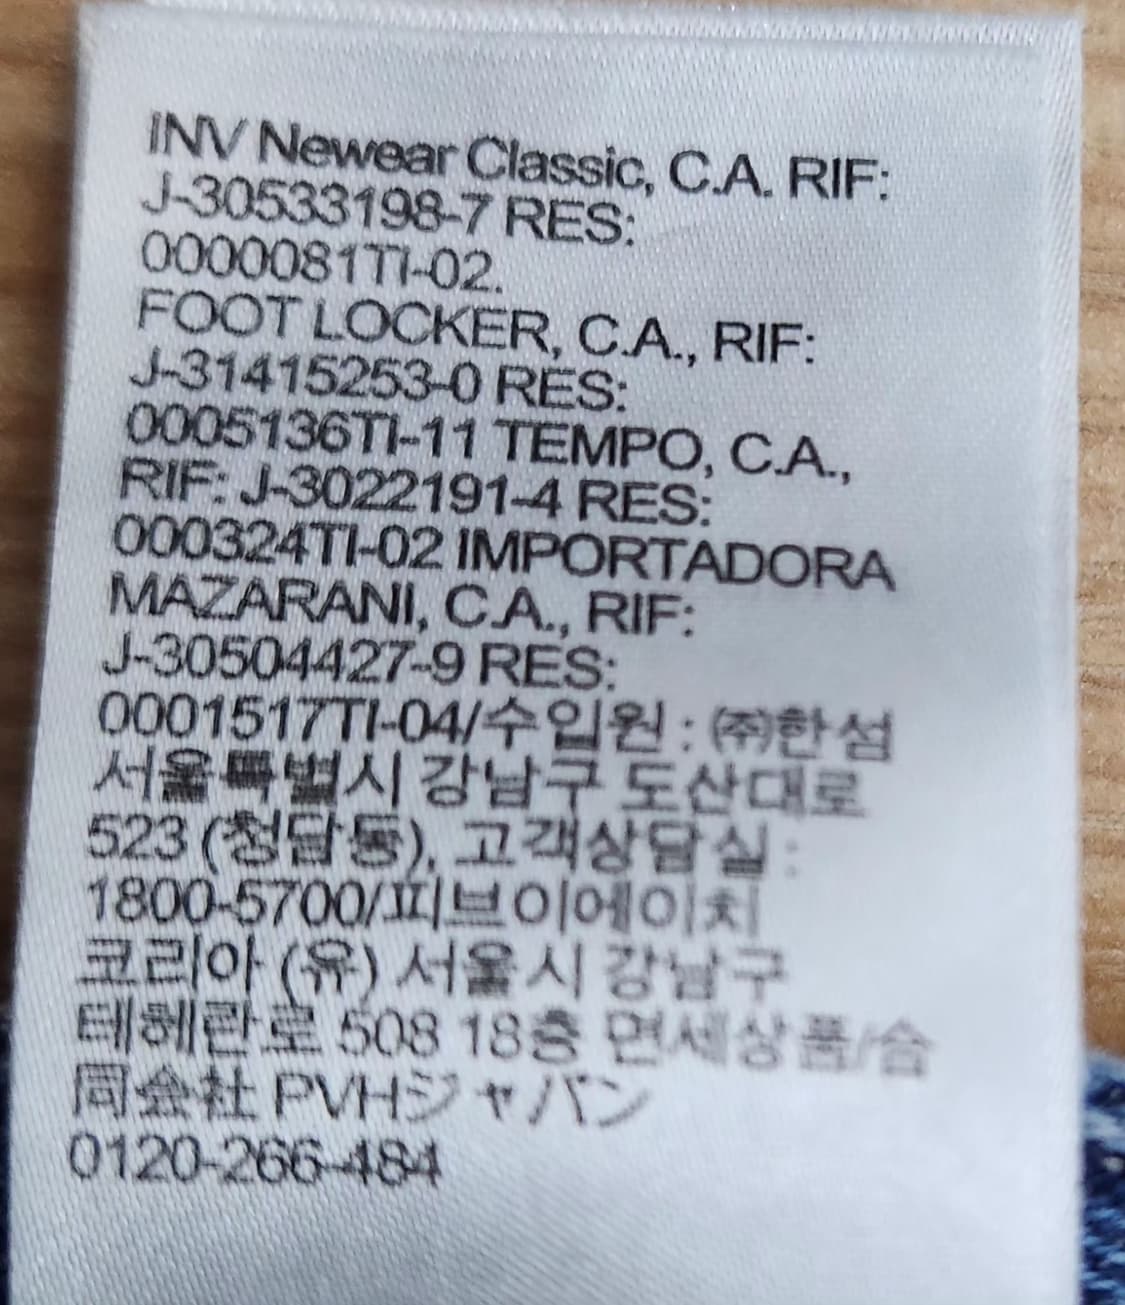 INV Newear Classic, C.A. RIF:
J-30533198-7 RES:
0000081TI-02.
FOOT LOCKER, C.A., RIF:
J-31415253-0 RES:
0005136TI-11 TEMPO, C.A.,
RIF: J-3022191-4 RES:
000324TI-02 IMPORTADORA
MAZARANI, C.A., RIF:
J-30504427-9 RES:
0001517TI-04/수입원 : ㈜한섬
서울특별시 강남구 도산대로
523 (청담동), 고객상담실 :
1800-5700/피브이에이치
코리아 (유) 서울시 강남구
테헤란로 508 18층 면세상품/合
同会社 PVHジャパン
0120-266-484